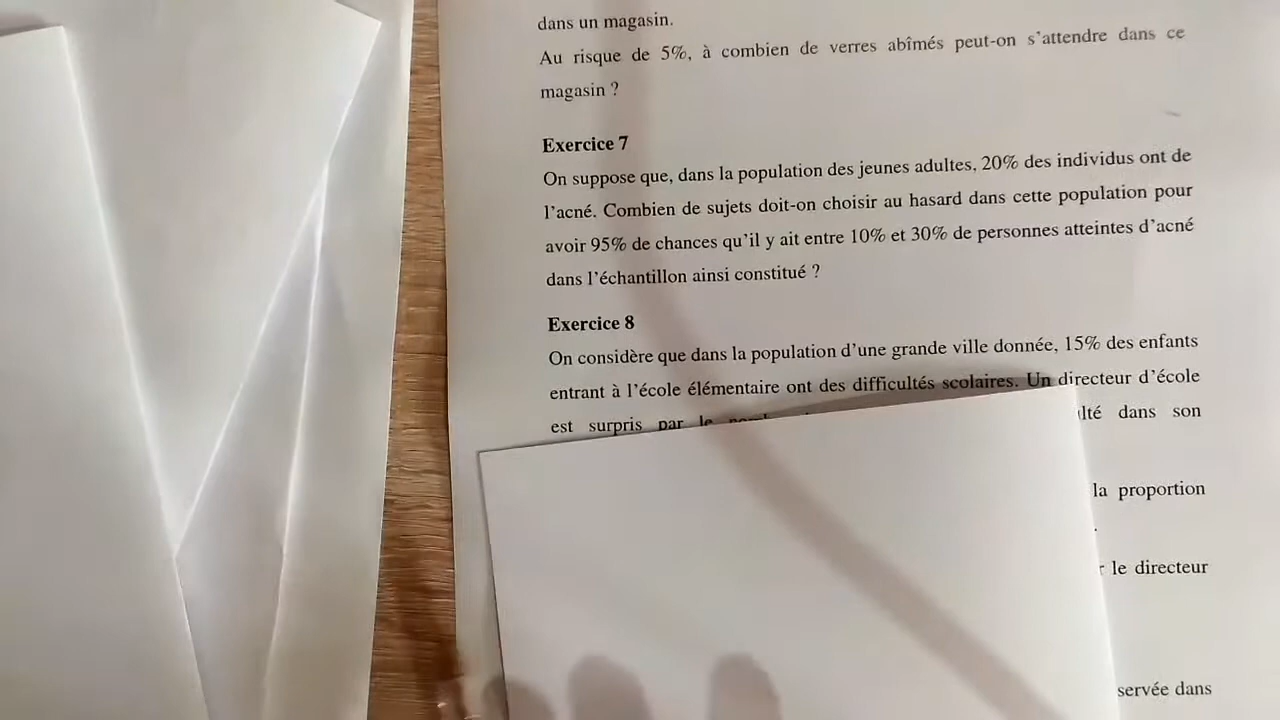 dans un magasin.
Au risque de 5%, à combien de verres abîmés peut-on s'attendre dans ce
magasin ?
Exercice 7
On suppose que, dans la population des jeunes adultes, 20% des individus ont de
l'acné. Combien de sujets doit-on choisir au hasard dans cette population pour
avoir 95% de chances qu'il y ait entre 10% et 30% de personnes atteintes d'acné
dans l'échantillon ainsi constitué ?
Exercice 8
On considère que dans la population d'une grande ville donnée, 15% des enfants
entrant à l'école élémentaire ont des difficultés scolaires. Un directeur d'école
est surpris par le dans son
la proportion
le directeur
dans